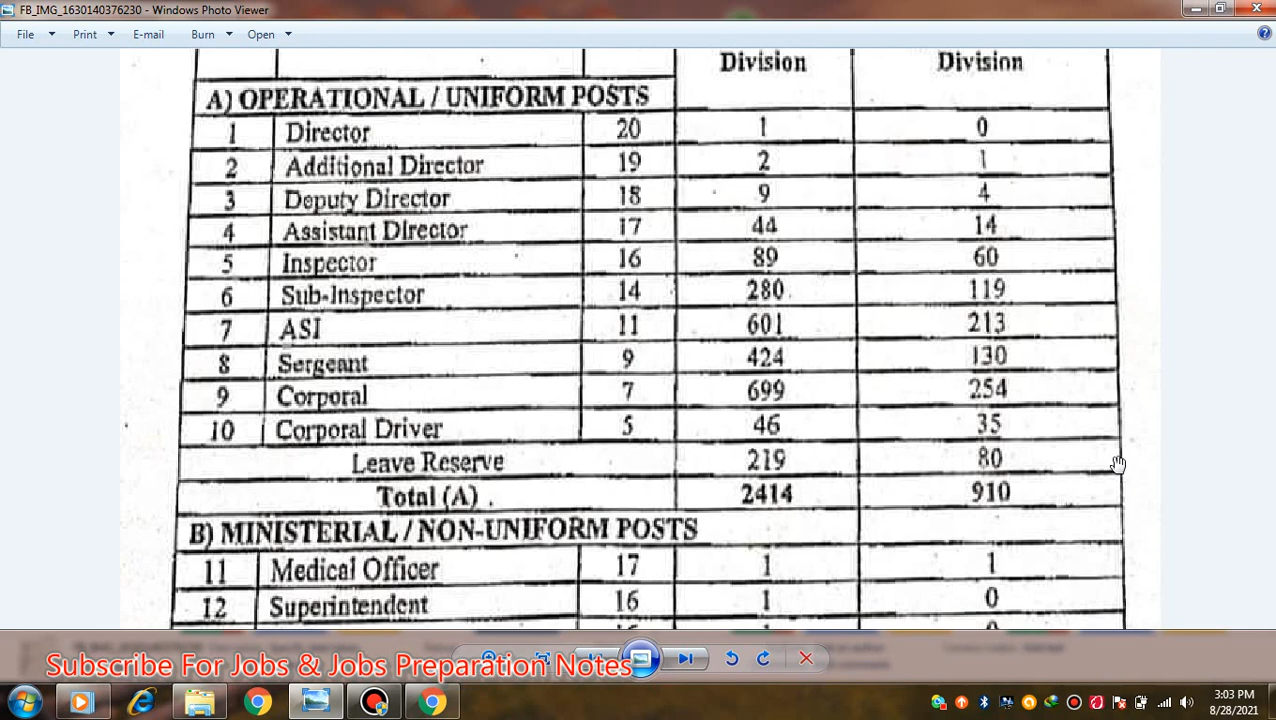 FB_IMG_1630140376230 - Windows Photo Viewer
File Print E-mail Burn Open
Division Division
A) OPERATIONAL / UNIFORM POSTS
1 Director 20 1 0
2 Additional Director 19 2 1
3 Deputy Director 18 9 4
4 Assistant Director 17 44 14
5 Inspector 16 89 60
6 Sub-Inspector 14 280 119
7 ASI 11 601 213
8 Sergeant 9 424 130
9 Corporal 7 699 254
10 Corporal Driver 5 46 35
Leave Reserve 219 80
Total (A) . 2414 910
B) MINISTERIAL / NON-UNIFORM POSTS
11 Medical Officer 17 1 1
12 Superintendent 16 1 0
Subscribe For Jobs & Jobs Preparation Notes
3:03 PM
8/28/2021